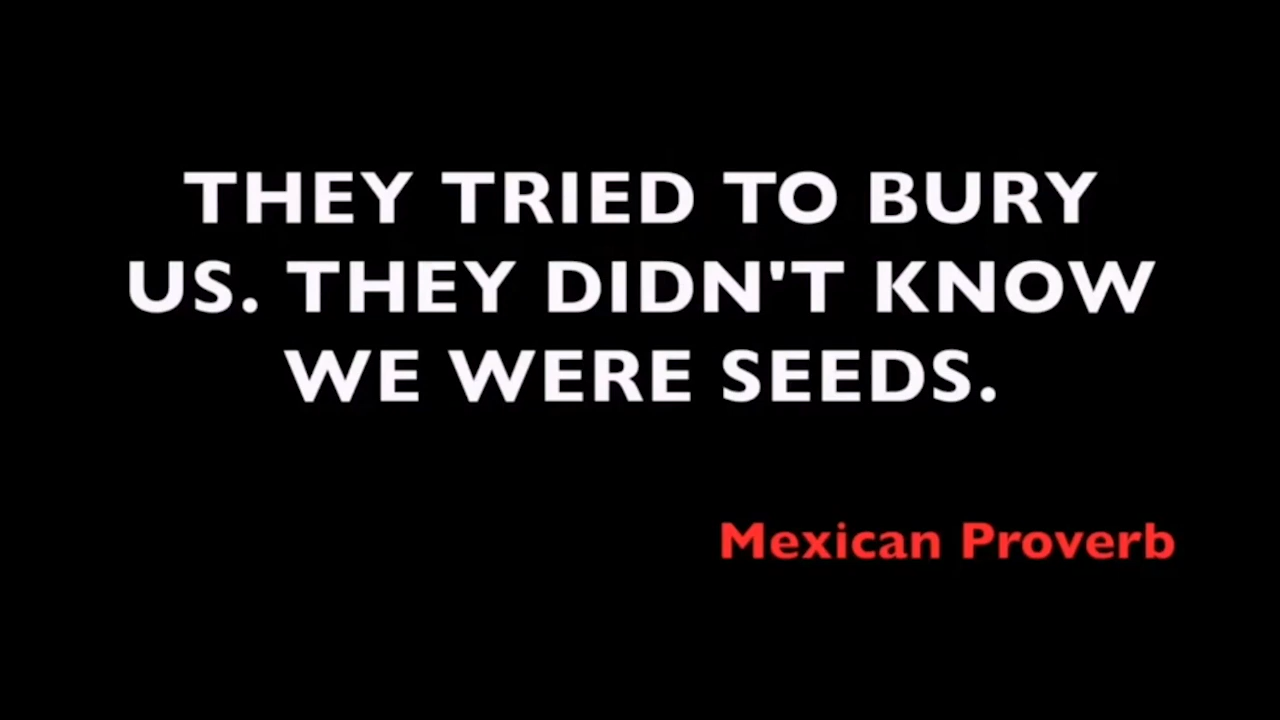 THEY TRIED TO BURY
US. THEY DIDN'T KNOW
WE WERE SEEDS.
Mexican Proverb